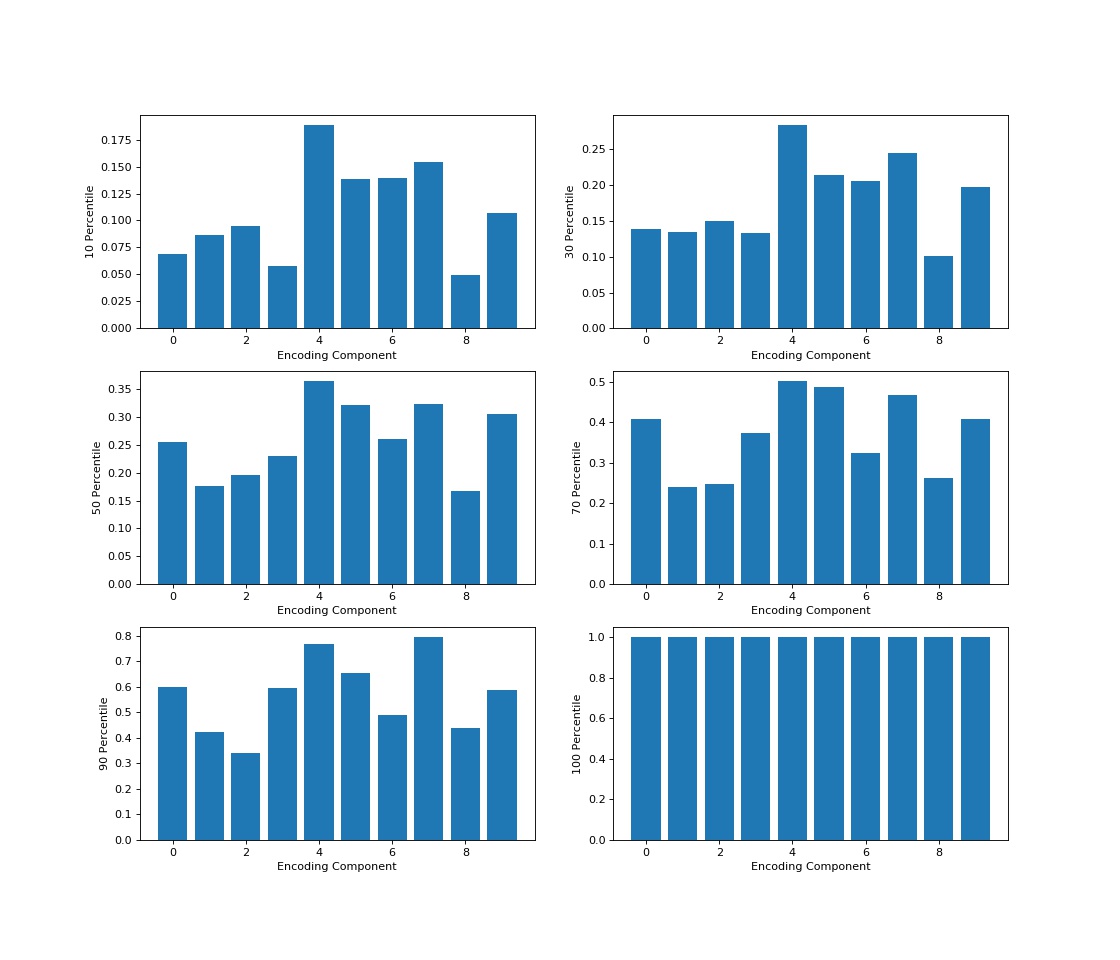 10 Percentile
0.175
0.150
0.125
0.100
0.075
0.050
0.025
0.000
0 2 4 6 8
Encoding Component
30 Percentile
0.25
0.20
0.15
0.10
0.05
0.00
0 2 4 6 8
Encoding Component
50 Percentile
0.35
0.30
0.25
0.20
0.15
0.10
0.05
0.00
0 2 4 6 8
Encoding Component
70 Percentile
0.5
0.4
0.3
0.2
0.1
0.0
0 2 4 6 8
Encoding Component
90 Percentile
0.8
0.7
0.6
0.5
0.4
0.3
0.2
0.1
0.0
0 2 4 6 8
Encoding Component
100 Percentile
1.0
0.8
0.6
0.4
0.2
0.0
0 2 4 6 8
Encoding Component